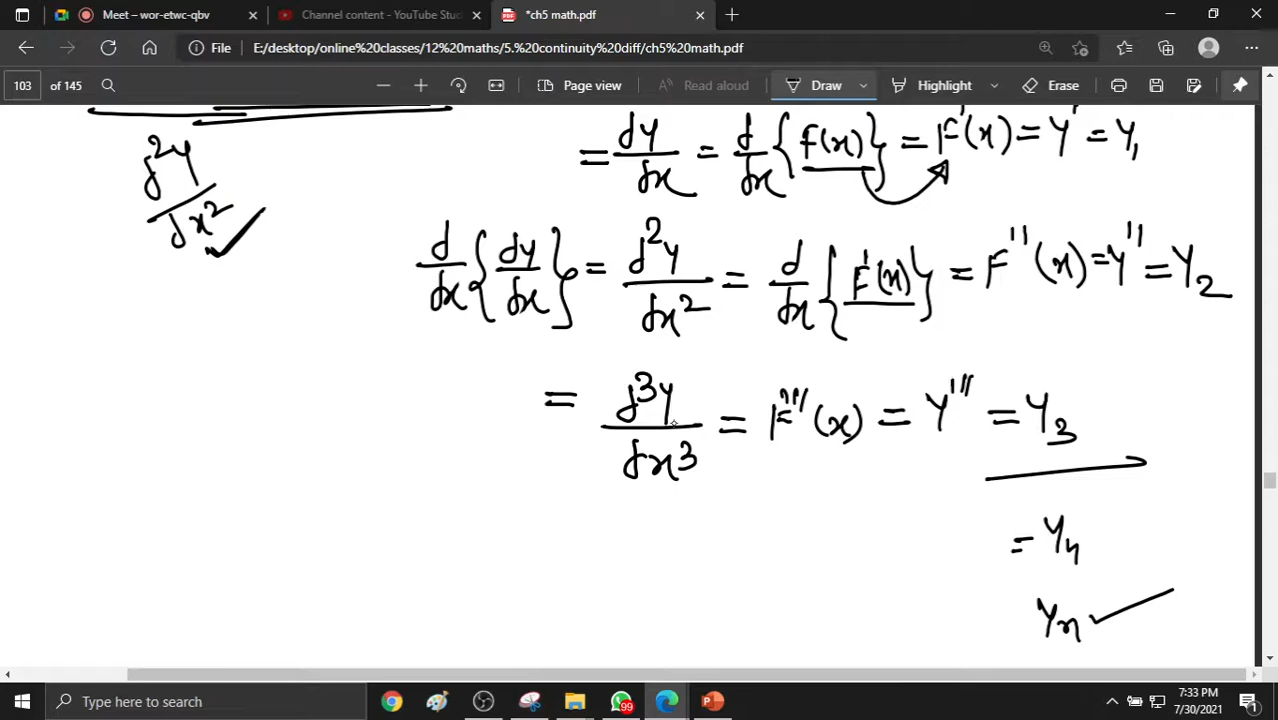 Meet – wor-etwc-qbv
Channel content - YouTube Stud
*ch5 math.pdf
File E:/desktop/online%20classes/12%20maths/5.%20continuity%20diff/ch5%20math.pdf
103 of 145 Page view Read aloud Draw Highlight Erase
d²y/dx²
= dy/dx = d/dx {F(x)} = F'(x) = Y' = Y₁
d/dx {dy/dx} = d²y/dx² = d/dx {F'(x)} = F''(x) = Y'' = Y₂
= d³y/dx³ = F'''(x) = Y''' = Y₃
= Y₄
Yₙ
Type here to search
99
7:33 PM
7/30/2021
1